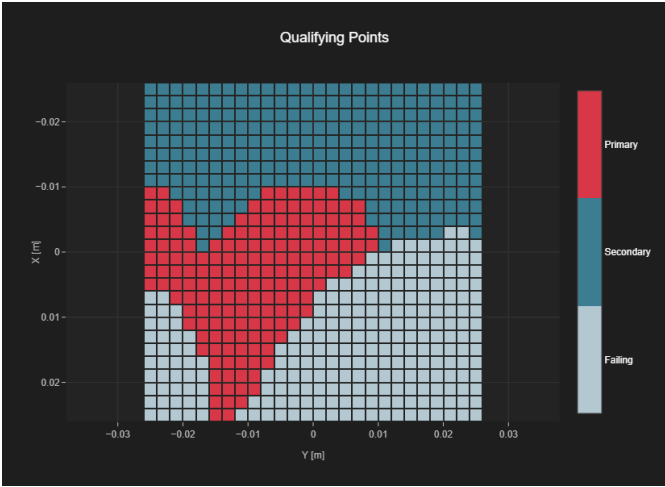 Qualifying Points
−0.02
−0.01
0
0.01
0.02
X [m]
−0.03
−0.02
−0.01
0
0.01
0.02
0.03
Y [m]
Primary
Secondary
Failing